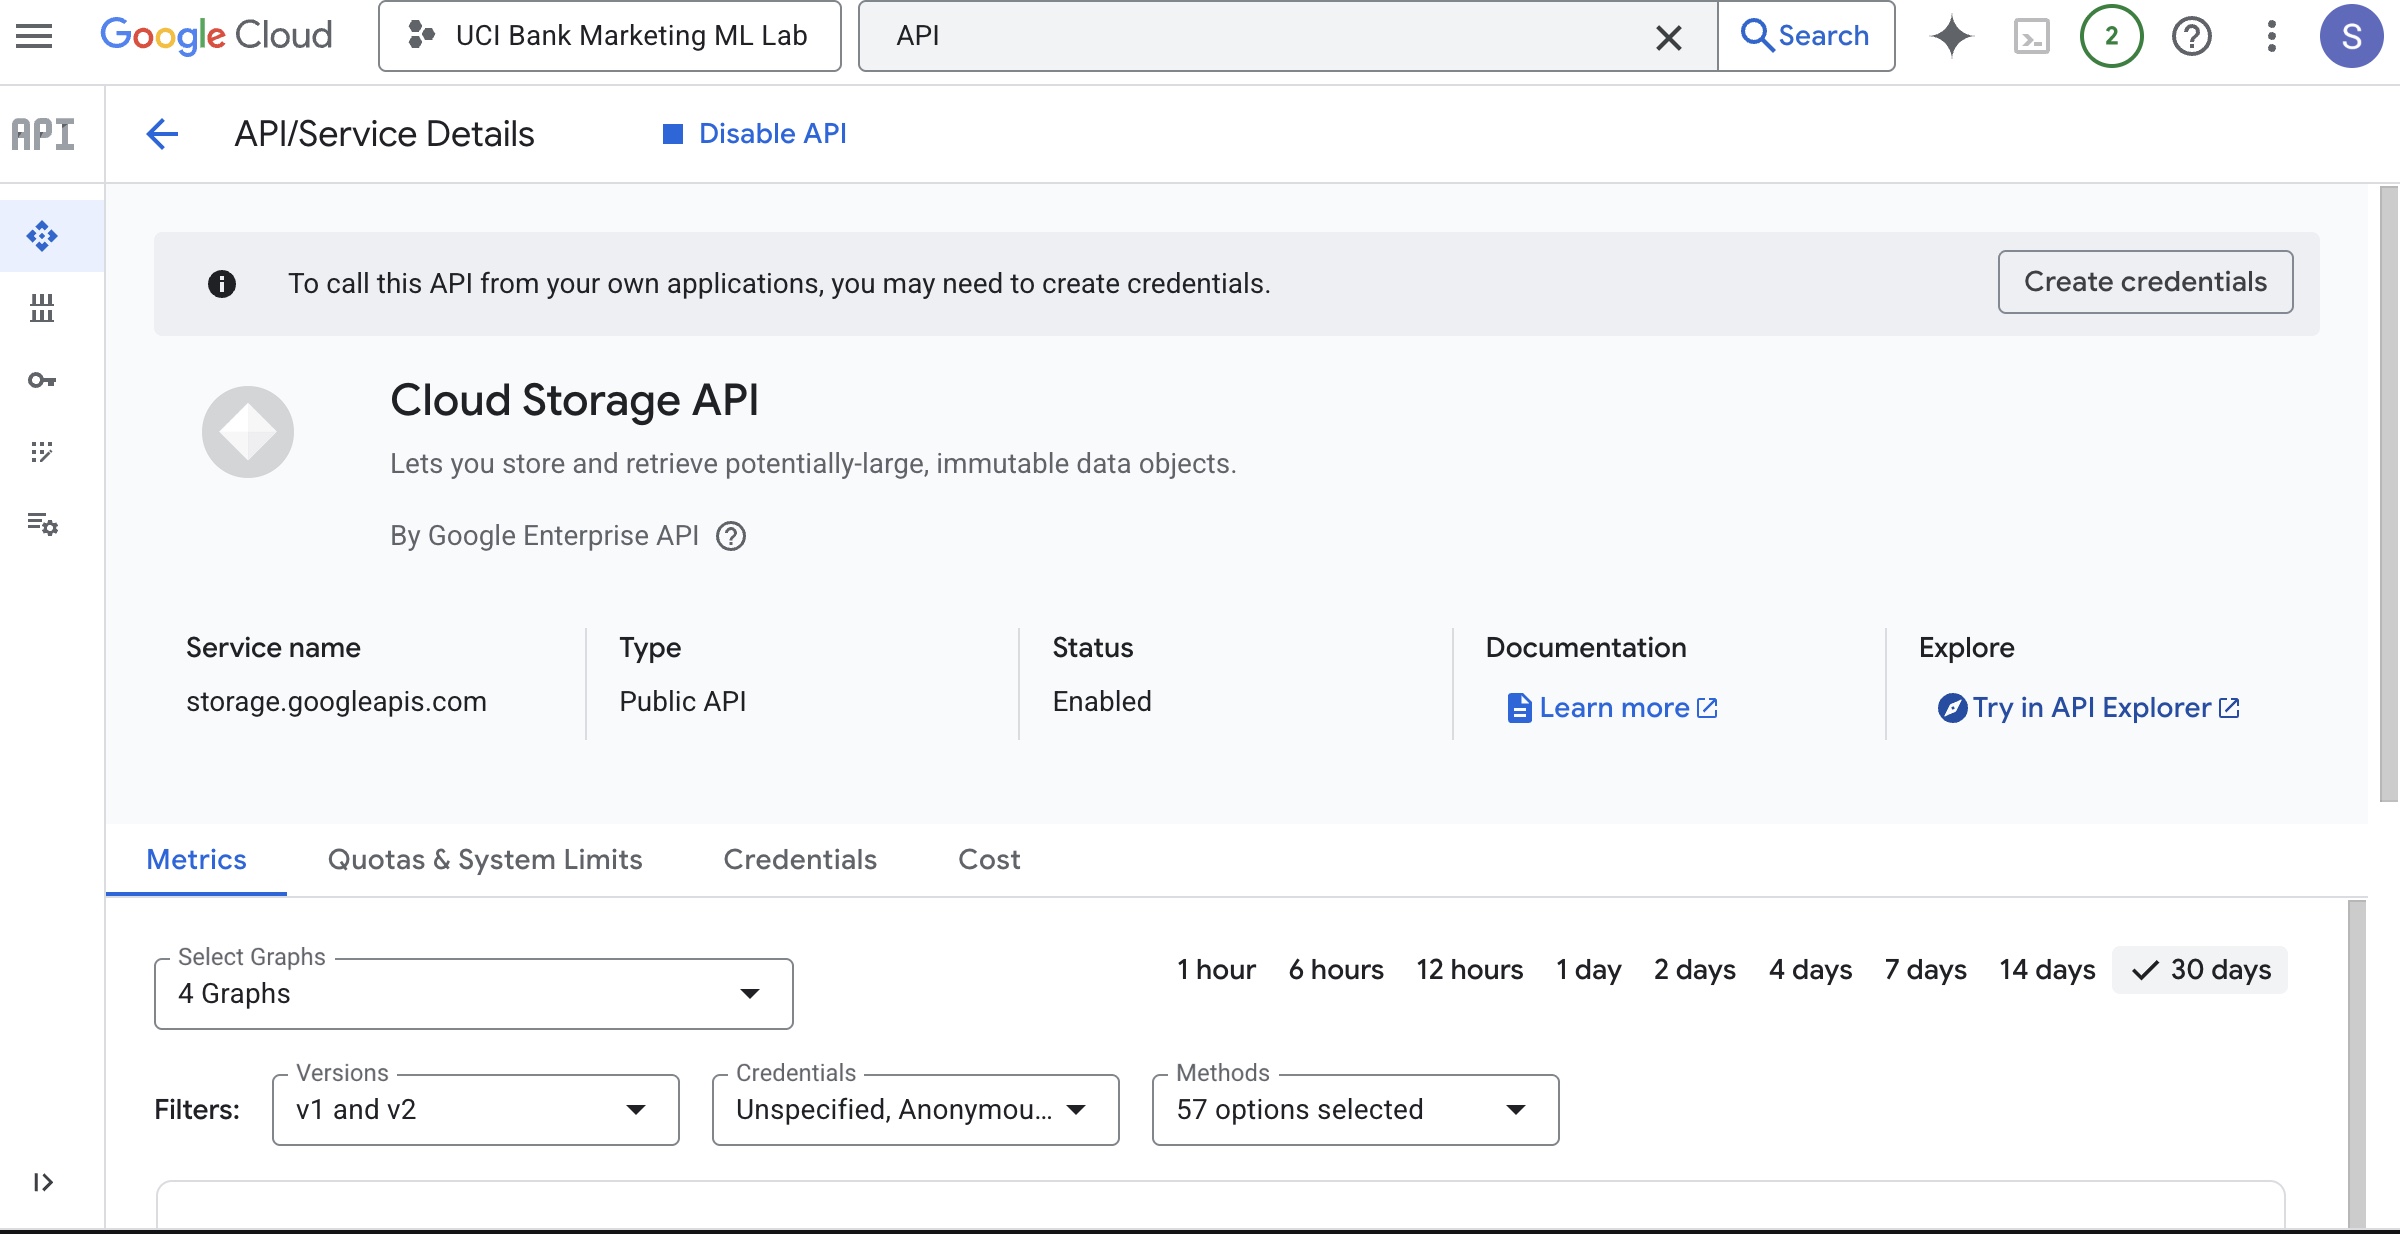 Google Cloud
UCI Bank Marketing ML Lab
API
Search
2
S
API
API/Service Details
Disable API
To call this API from your own applications, you may need to create credentials.
Create credentials
Cloud Storage API
Lets you store and retrieve potentially-large, immutable data objects.
By Google Enterprise API
Service name
storage.googleapis.com
Type
Public API
Status
Enabled
Documentation
Learn more
Explore
Try in API Explorer
Metrics Quotas & System Limits Credentials Cost
Select Graphs
4 Graphs
1 hour 6 hours 12 hours 1 day 2 days 4 days 7 days 14 days 30 days
Filters:
Versions
v1 and v2
Credentials
Unspecified, Anonymou...
Methods
57 options selected